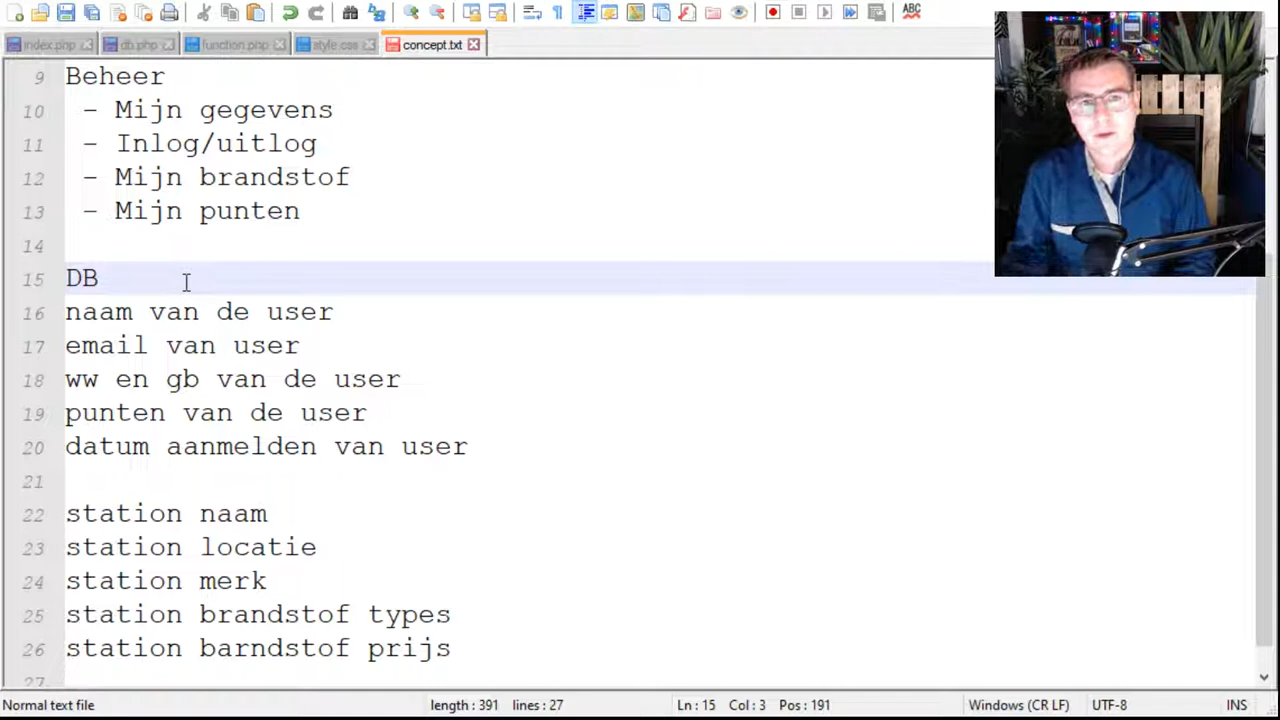 ABC
index.php db.php function.php style.css concept.txt
9 Beheer
10 - Mijn gegevens
11 - Inlog/uitlog
12 - Mijn brandstof
13 - Mijn punten
14
15 DB
16 naam van de user
17 email van user
18 ww en gb van de user
19 punten van de user
20 datum aanmelden van user
21
22 station naam
23 station locatie
24 station merk
25 station brandstof types
26 station barndstof prijs
27
Normal text file length : 391 lines : 27 Ln : 15 Col : 3 Pos : 191 Windows (CR LF) UTF-8 INS